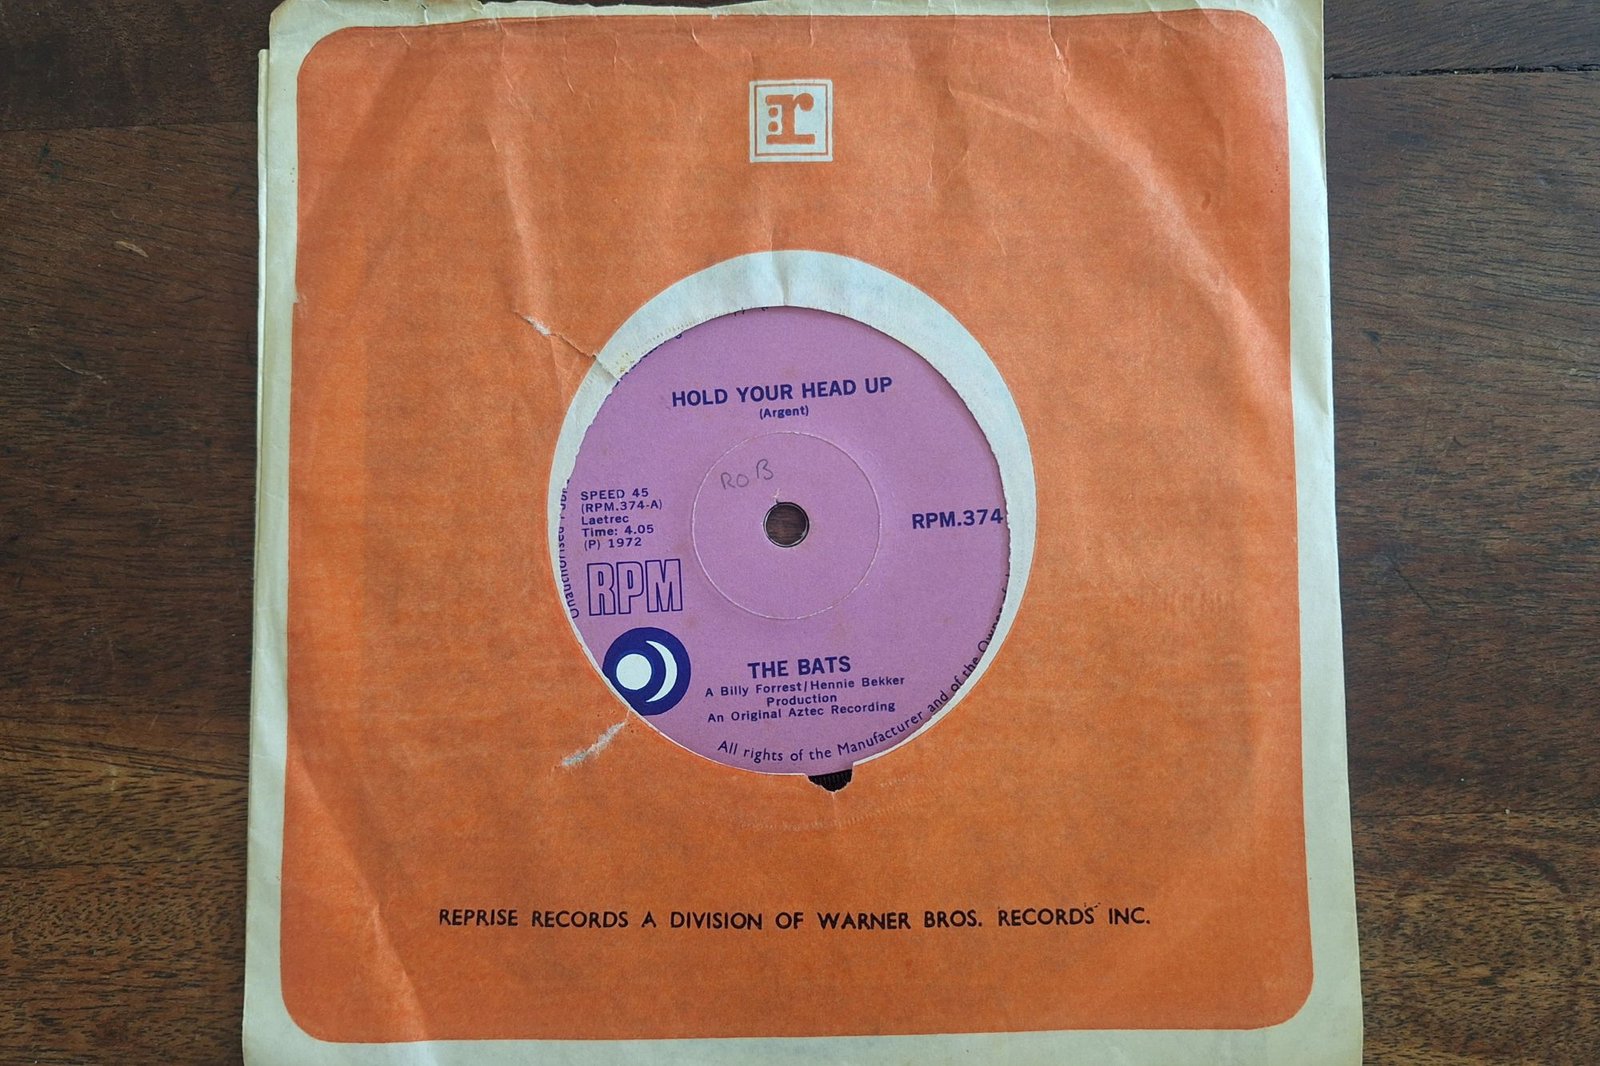 r
HOLD YOUR HEAD UP
(Argent)
ROB
SPEED 45
(RPM.374-A)
Laetrec
Time: 4.05
(P) 1972
RPM.374
RPM
THE BATS
A Billy Forrest/Hennie Bekker
Production
An Original Aztec Recording
All rights of the Manufacturer and of the Owner
Unauthorised
REPRISE RECORDS A DIVISION OF WARNER BROS. RECORDS INC.